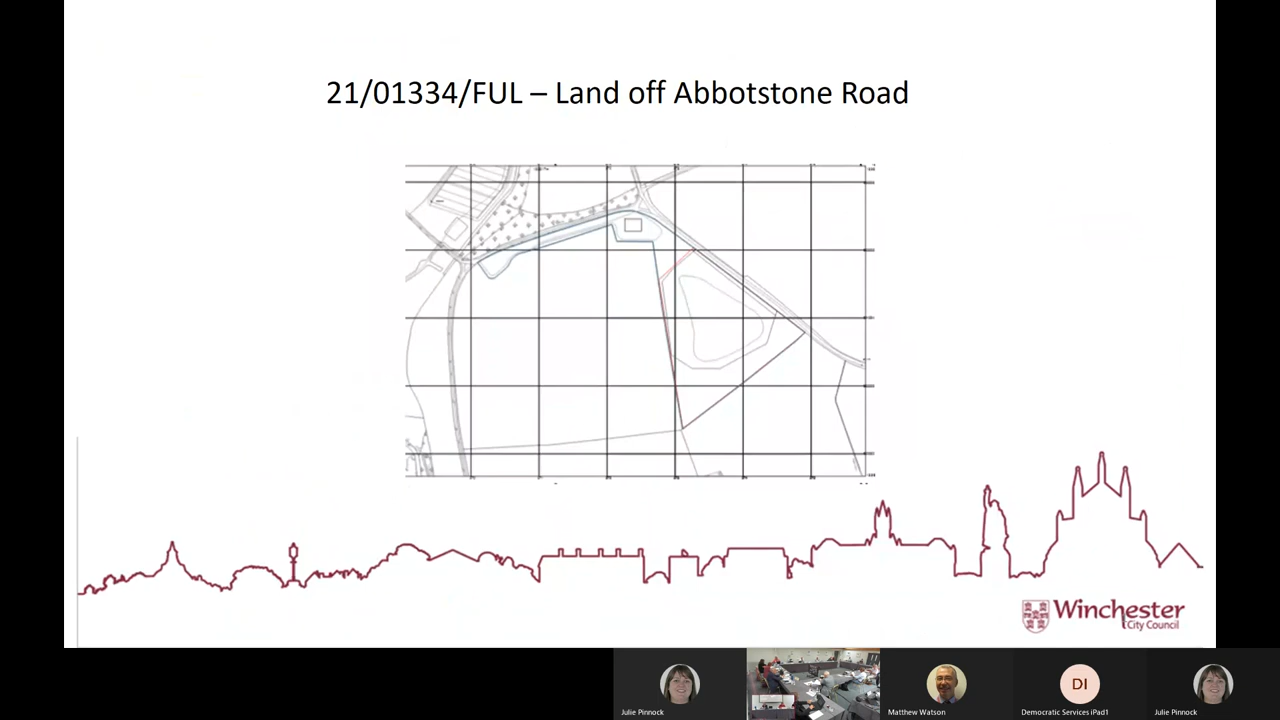 21/01334/FUL – Land off Abbotstone Road
Winchester
City Council
DI
Julie Pinnock
Matthew Watson
Democratic Services iPad1
Julie Pinnock